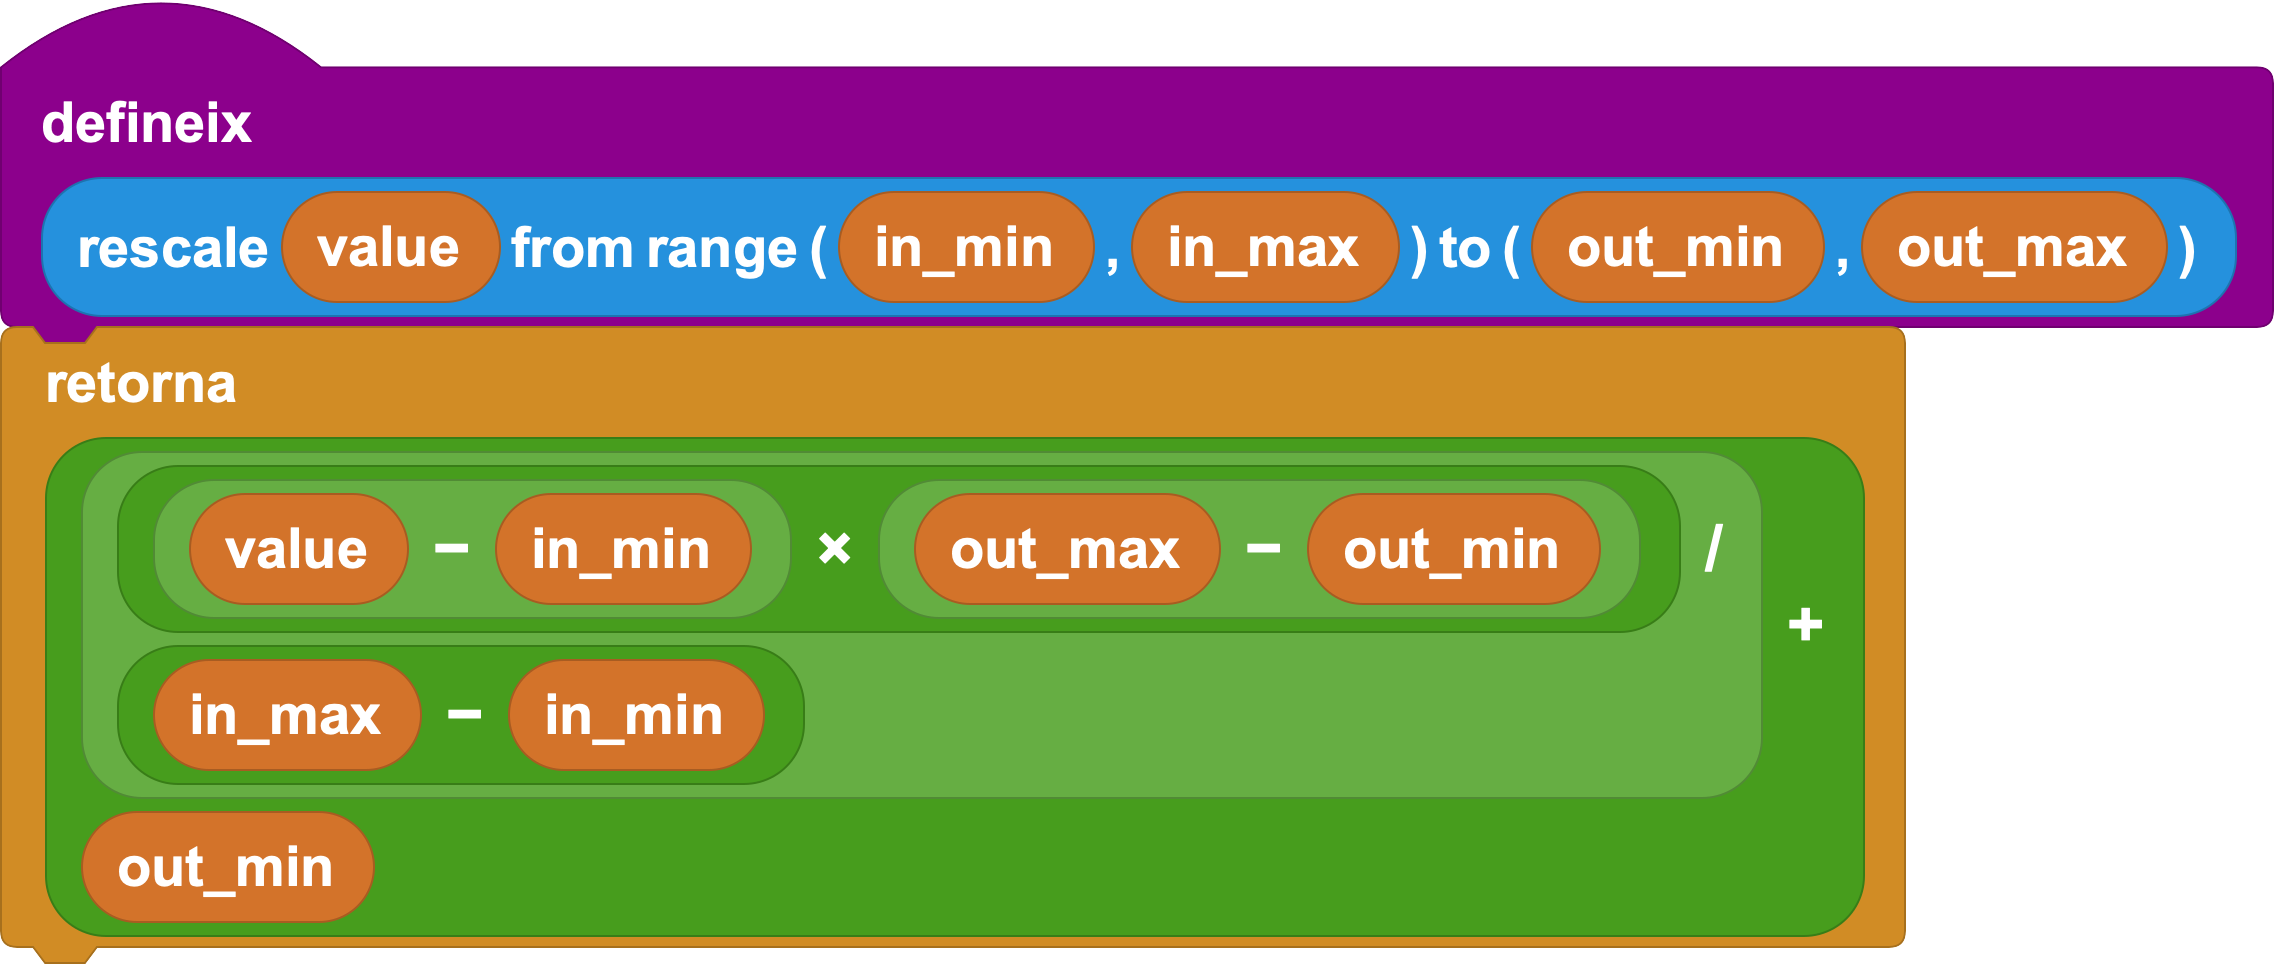 defineix
rescale value from range ( in_min , in_max ) to ( out_min , out_max )
retorna
value − in_min × out_max − out_min /
+
in_max − in_min
out_min